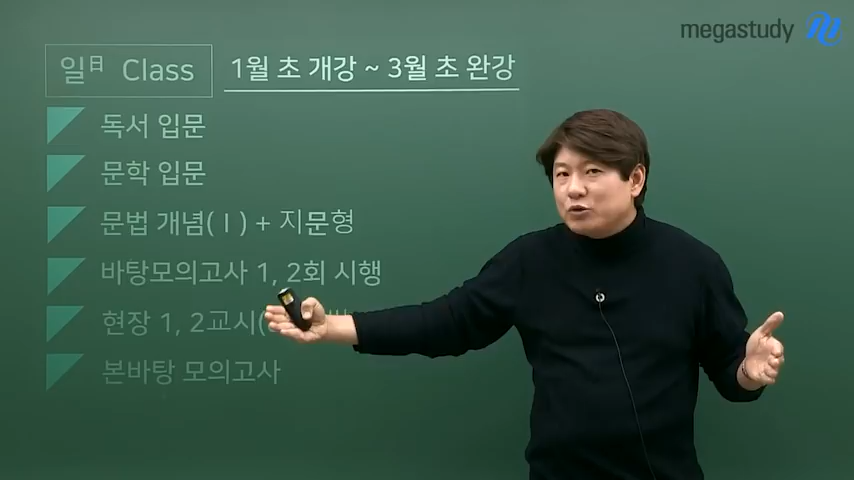 megastudy
일日 Class
1월 초 개강 ~ 3월 초 완강
독서 입문
문학 입문
문법 개념(Ⅰ) + 지문형
바탕모의고사 1, 2회 시행
현장 1, 2교시(
본바탕 모의고사